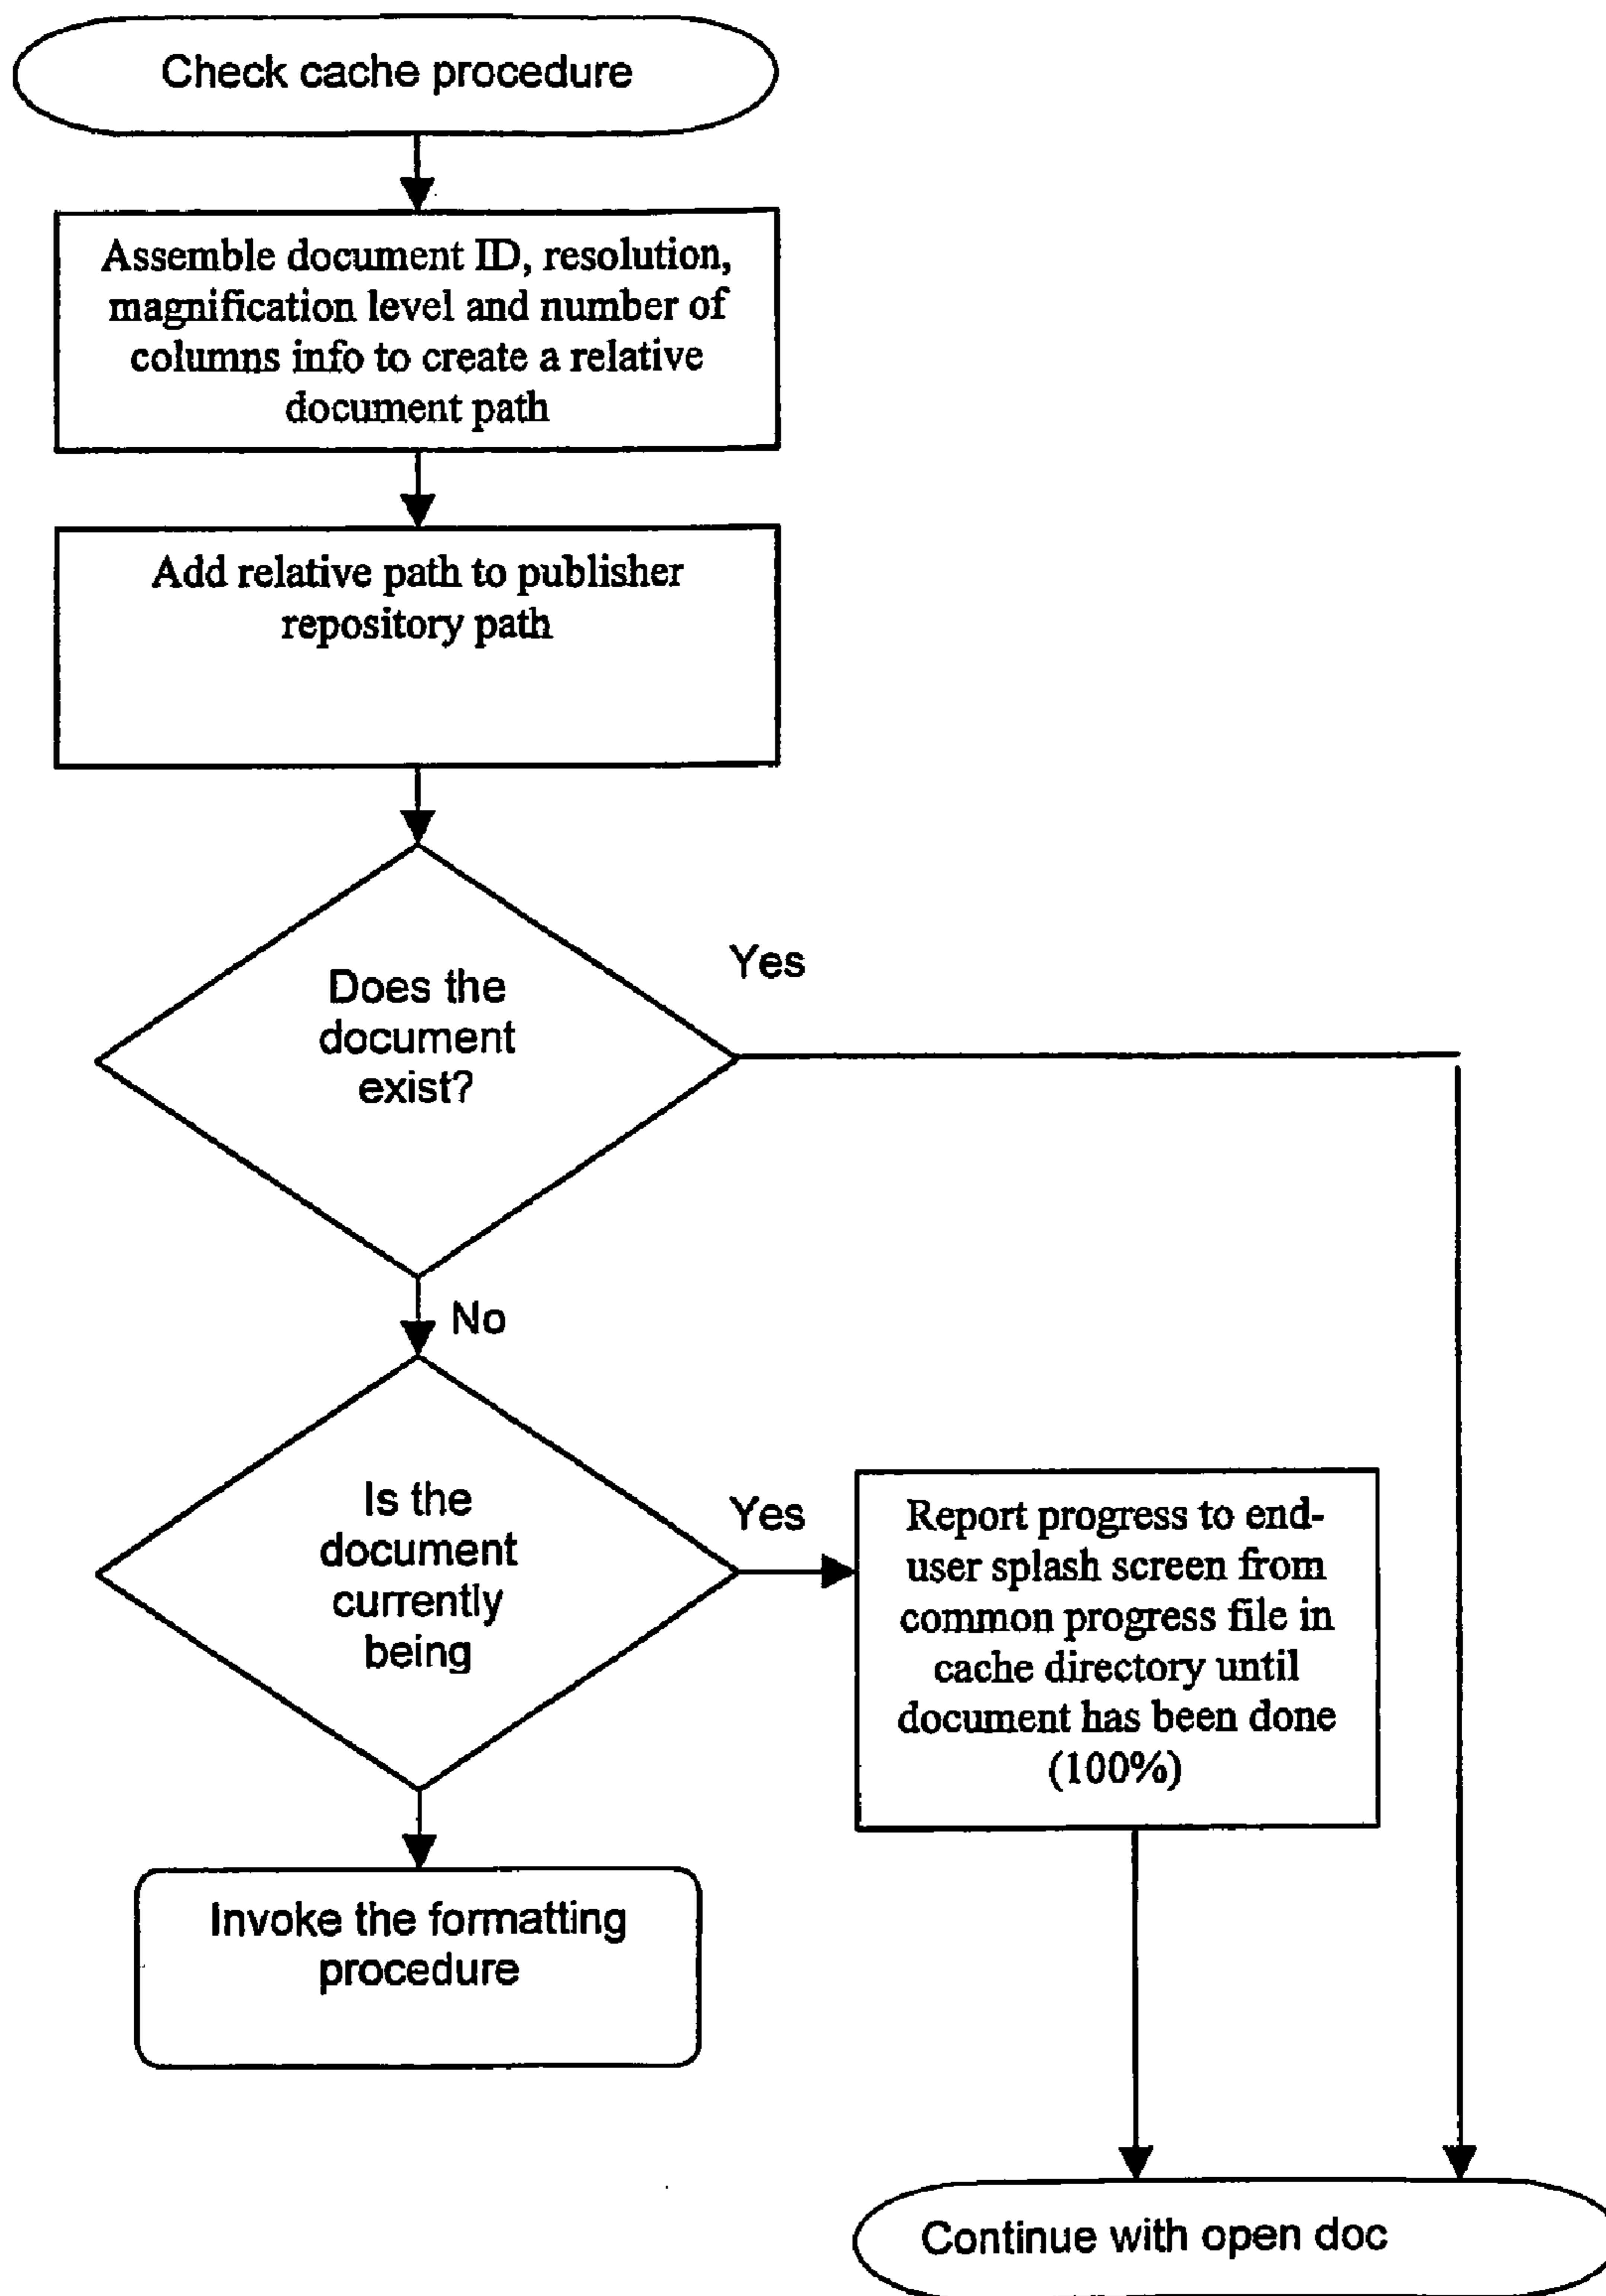 Check cache procedure
Assemble document ID, resolution,
magnification level and number of
columns info to create a relative
document path
Add relative path to publisher
repository path
Does the
document
exist?
Yes
No
Is the
document
currently
being
Yes
Report progress to end-
user splash screen from
common progress file in
cache directory until
document has been done
(100%)
Invoke the formatting
procedure
Continue with open doc